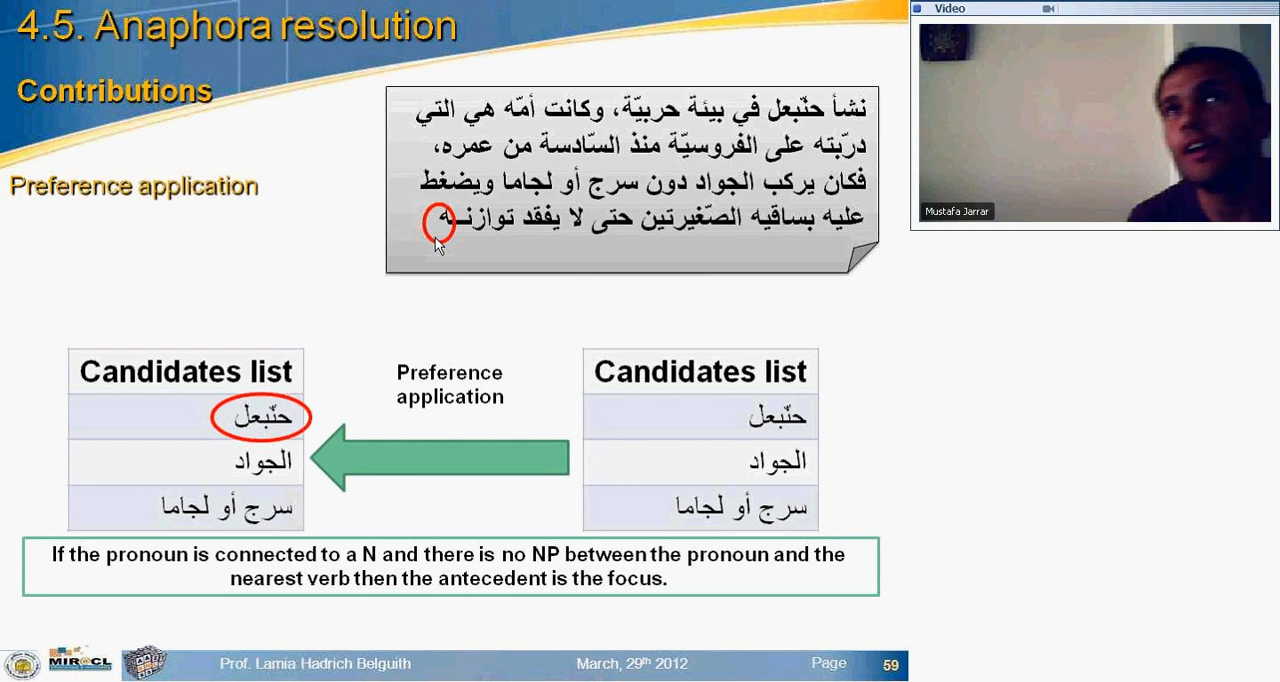 4.5. Anaphora resolution
Contributions
Preference application
نشأ حنّبعل في بيئة حربيّة، وكانت أمّه هي التي
درّبته على الفروسيّة منذ السّادسة من عمره،
فكان يركب الجواد دون سرج أو لجاما ويضغط
عليه بساقيه الصّغيرتين حتى لا يفقد توازنـــه
Candidates list
حنّبعل
الجواد
سرج أو لجاما
Preference
application
Candidates list
حنّبعل
الجواد
سرج أو لجاما
If the pronoun is connected to a N and there is no NP between the pronoun and the
nearest verb then the antecedent is the focus.
MIR@CL
Prof. Lamia Hadrich Belguith
March, 29th 2012
Page 59
Video
Mustafa Jarrar